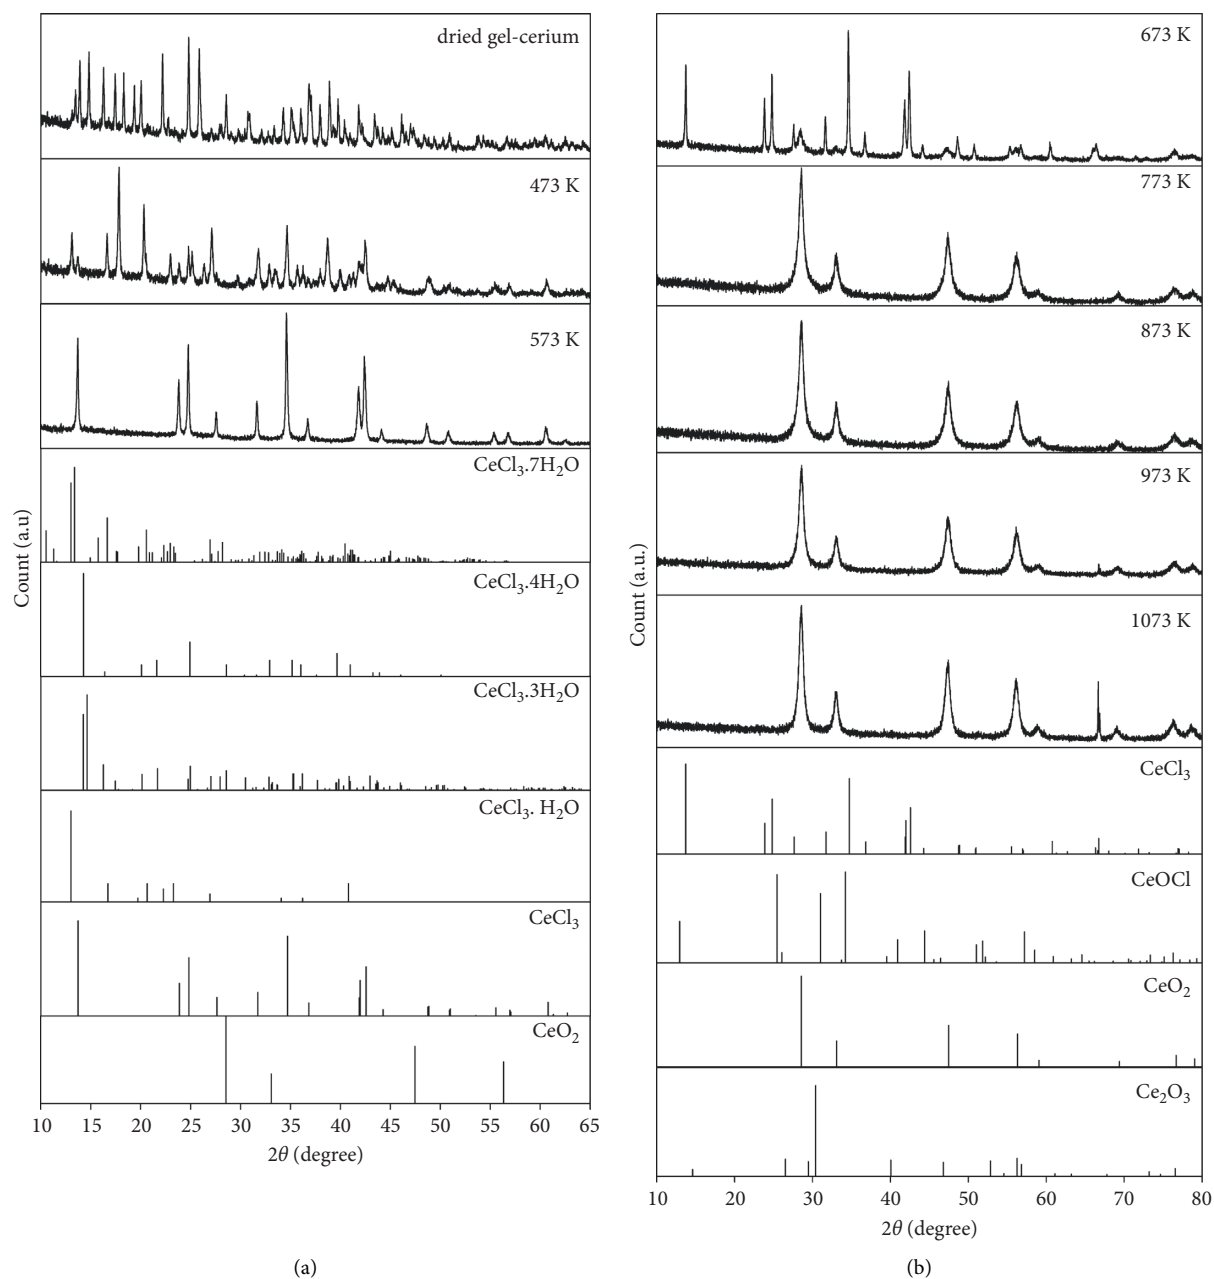 dried gel-cerium
473 K
573 K
CeCl3.7H2O
CeCl3.4H2O
CeCl3.3H2O
CeCl3. H2O
CeCl3
CeO2
Count (a.u)
10 15 20 25 30 35 40 45 50 55 60 65
2θ (degree)
(a)
673 K
773 K
873 K
973 K
1073 K
CeCl3
CeOCl
CeO2
Ce2O3
Count (a.u.)
10 20 30 40 50 60 70 80
2θ (degree)
(b)